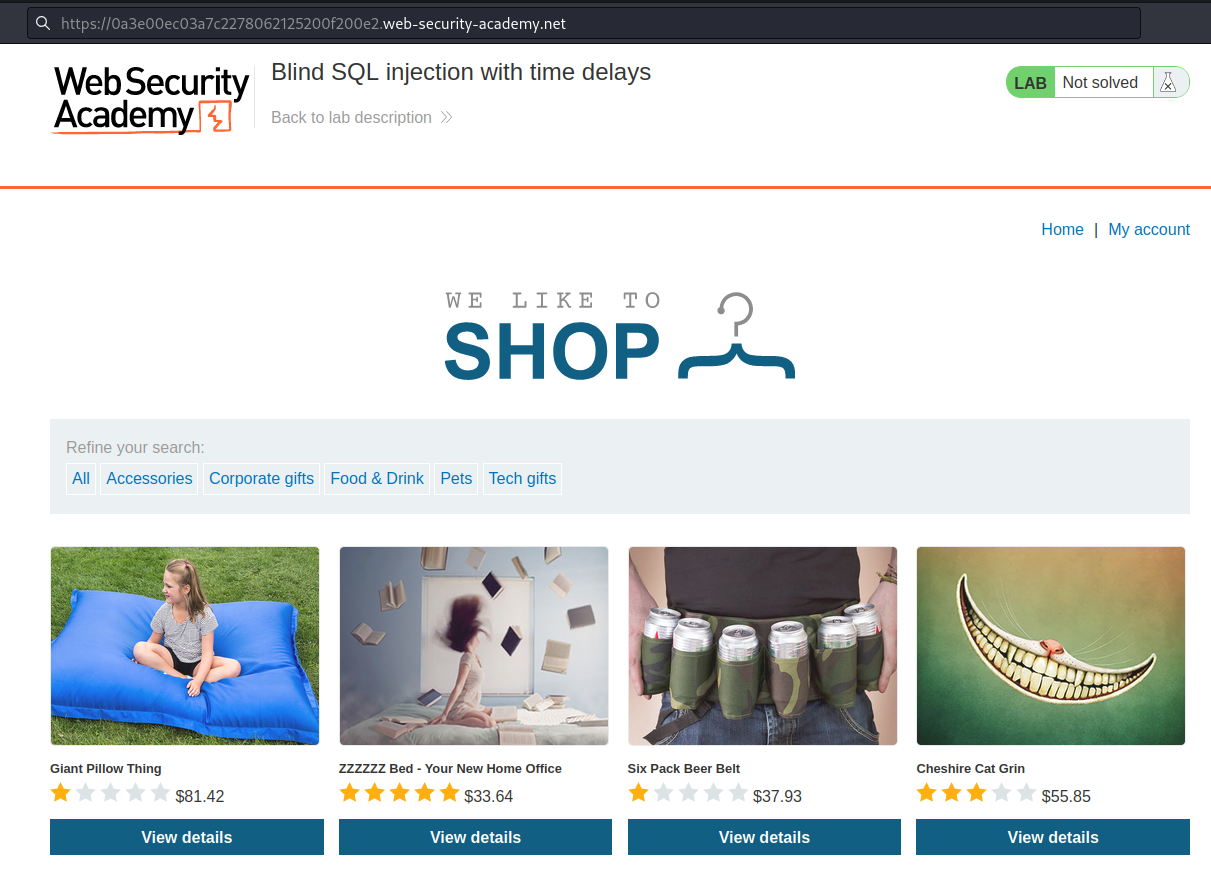 https://0a3e00ec03a7c2278062125200f200e2.web-security-academy.net
Web Security
Academy
Blind SQL injection with time delays
Back to lab description
LAB Not solved
Home | My account
WE LIKE TO
SHOP
Refine your search:
All Accessories Corporate gifts Food & Drink Pets Tech gifts
Giant Pillow Thing
$81.42
View details
ZZZZZZ Bed - Your New Home Office
$33.64
View details
Six Pack Beer Belt
$37.93
View details
Cheshire Cat Grin
$55.85
View details